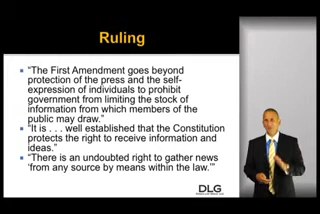 Ruling
"The First Amendment goes beyond
protection of the press and the self-
expression of individuals to prohibit
government from limiting the stock of
information from which members of the
public may draw."
"It is . . . well established that the Constitution
protects the right to receive information and
ideas."
"There is an undoubted right to gather news
'from any source by means within the law.'"
DLG